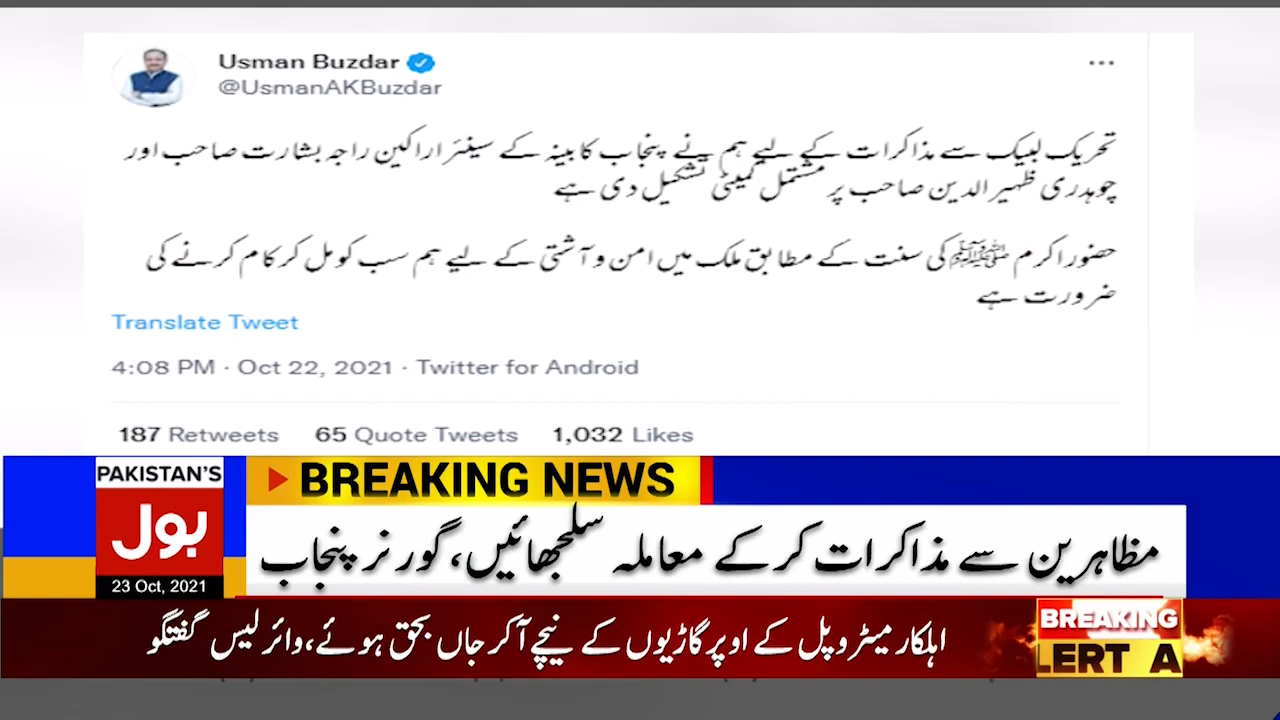 Usman Buzdar
@UsmanAKBuzdar
تحریک لبیک سے مذاکرات کے لیے ہم نے پنجاب کابینہ کے سینئر اراکین راجہ بشارت صاحب اور
چوہدری ظہیرالدین صاحب پر مشتمل کمیٹی تشکیل دی ہے
حضور اکرم ﷺ کی سنت کے مطابق ملک میں امن و آشتی کے لیے ہم سب کو مل کر کام کرنے کی
ضرورت ہے
Translate Tweet
4:08 PM · Oct 22, 2021 · Twitter for Android
187 Retweets 65 Quote Tweets 1,032 Likes
PAKISTAN'S
بول
23 Oct, 2021
BREAKING NEWS
مظاہرین سے مذاکرات کرکے معاملہ سلجھائیں، گورنر پنجاب
اہلکار میٹرو پل کے اوپر گاڑیوں کے نیچے آکر جاں بحق ہوئے، وائرلیس گفتگو
BREAKING
LERT A